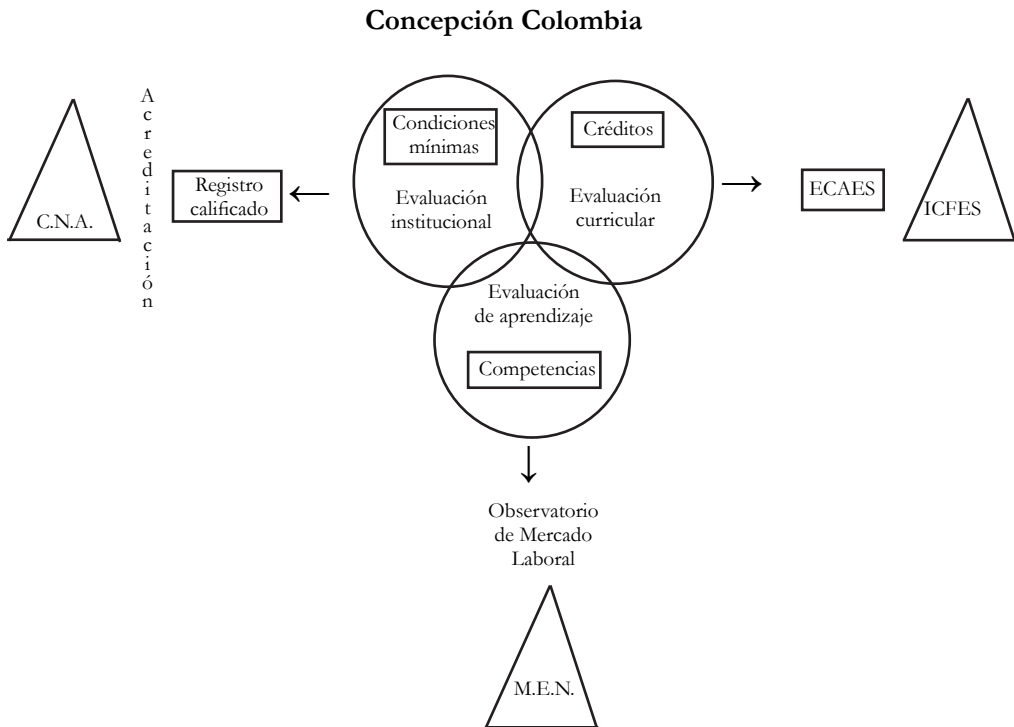 Concepción Colombia
Acreditación
C.N.A.
Registro
calificado
Condiciones
mínimas
Evaluación
institucional
Créditos
Evaluación
curricular
ECAES
ICFES
Evaluación
de aprendizaje
Competencias
Observatorio
de Mercado
Laboral
M.E.N.